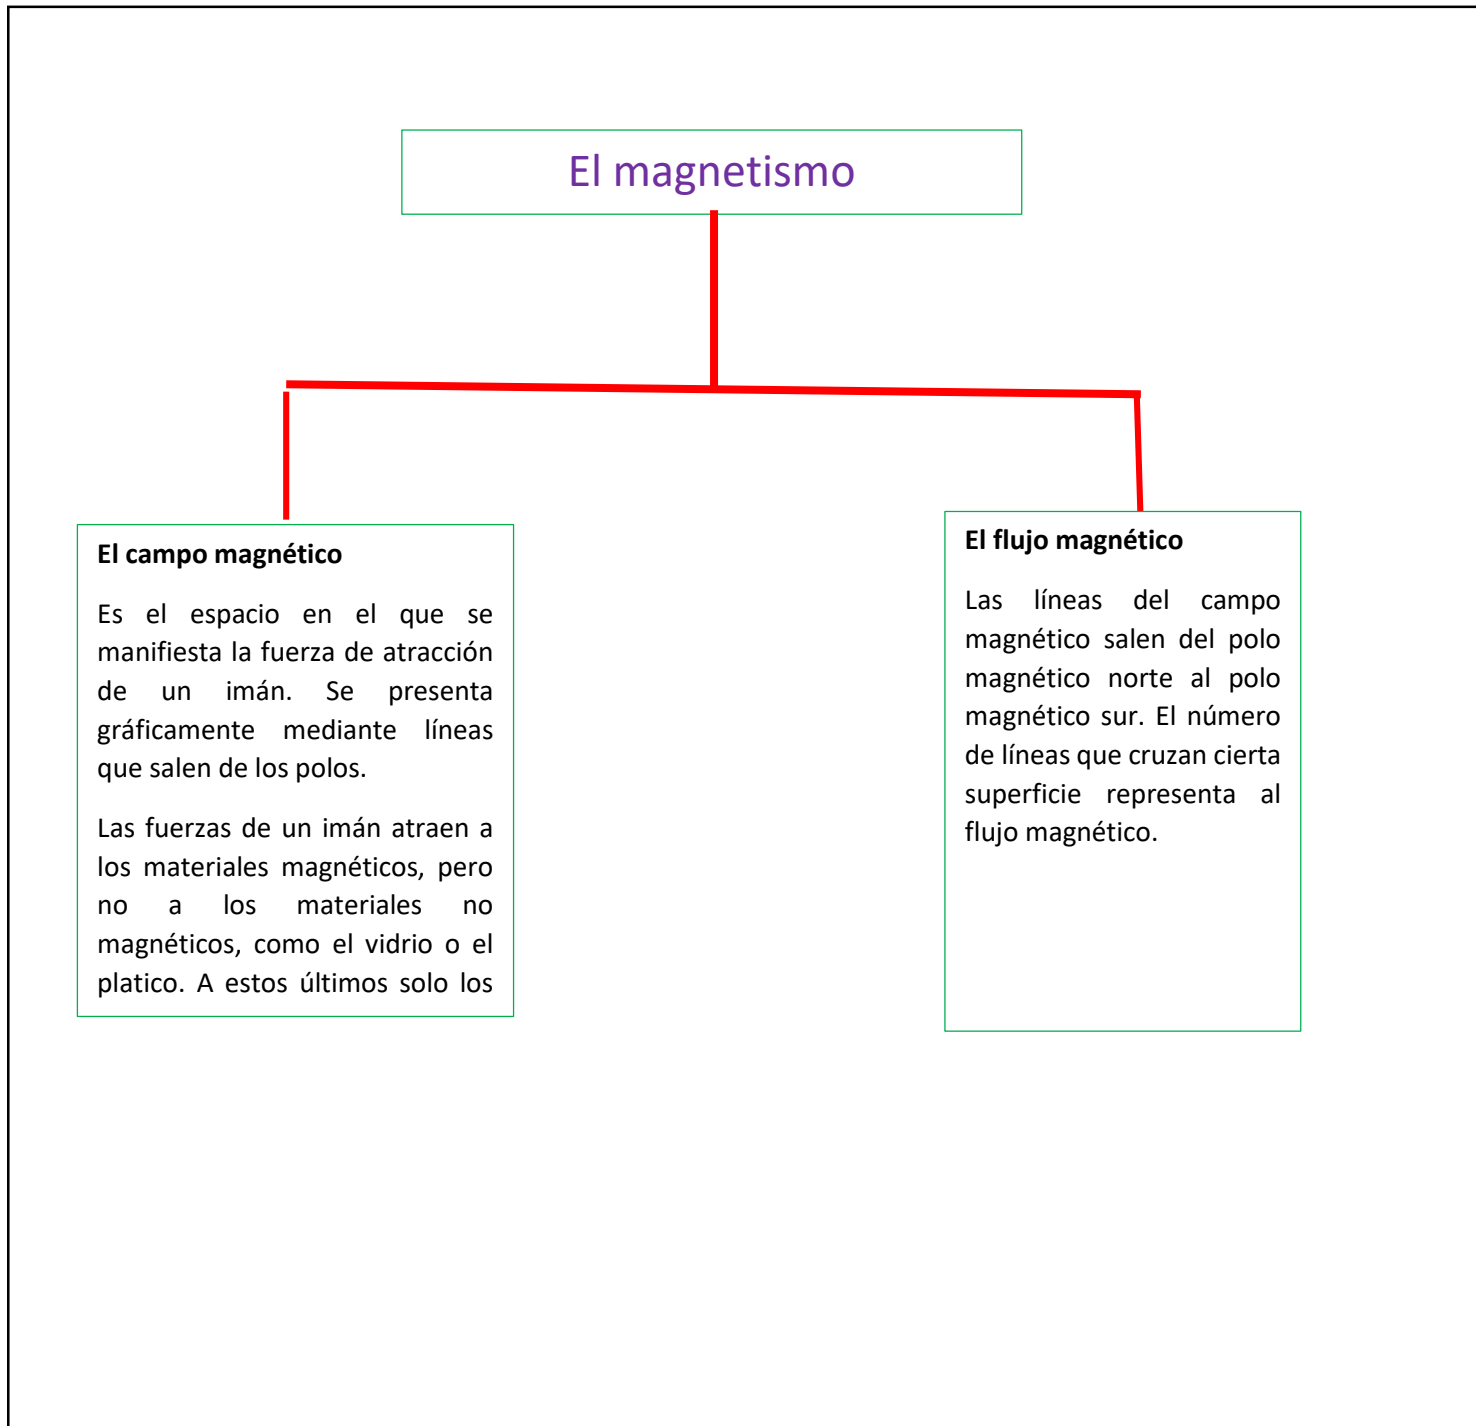 El magnetismo
El campo magnético
Es el espacio en el que se
manifiesta la fuerza de atracción
de un imán. Se presenta
gráficamente mediante líneas
que salen de los polos.
Las fuerzas de un imán atraen a
los materiales magnéticos, pero
no a los materiales no
magnéticos, como el vidrio o el
platico. A estos últimos solo los
El flujo magnético
Las líneas del campo
magnético salen del polo
magnético norte al polo
magnético sur. El número
de líneas que cruzan cierta
superficie representa al
flujo magnético.